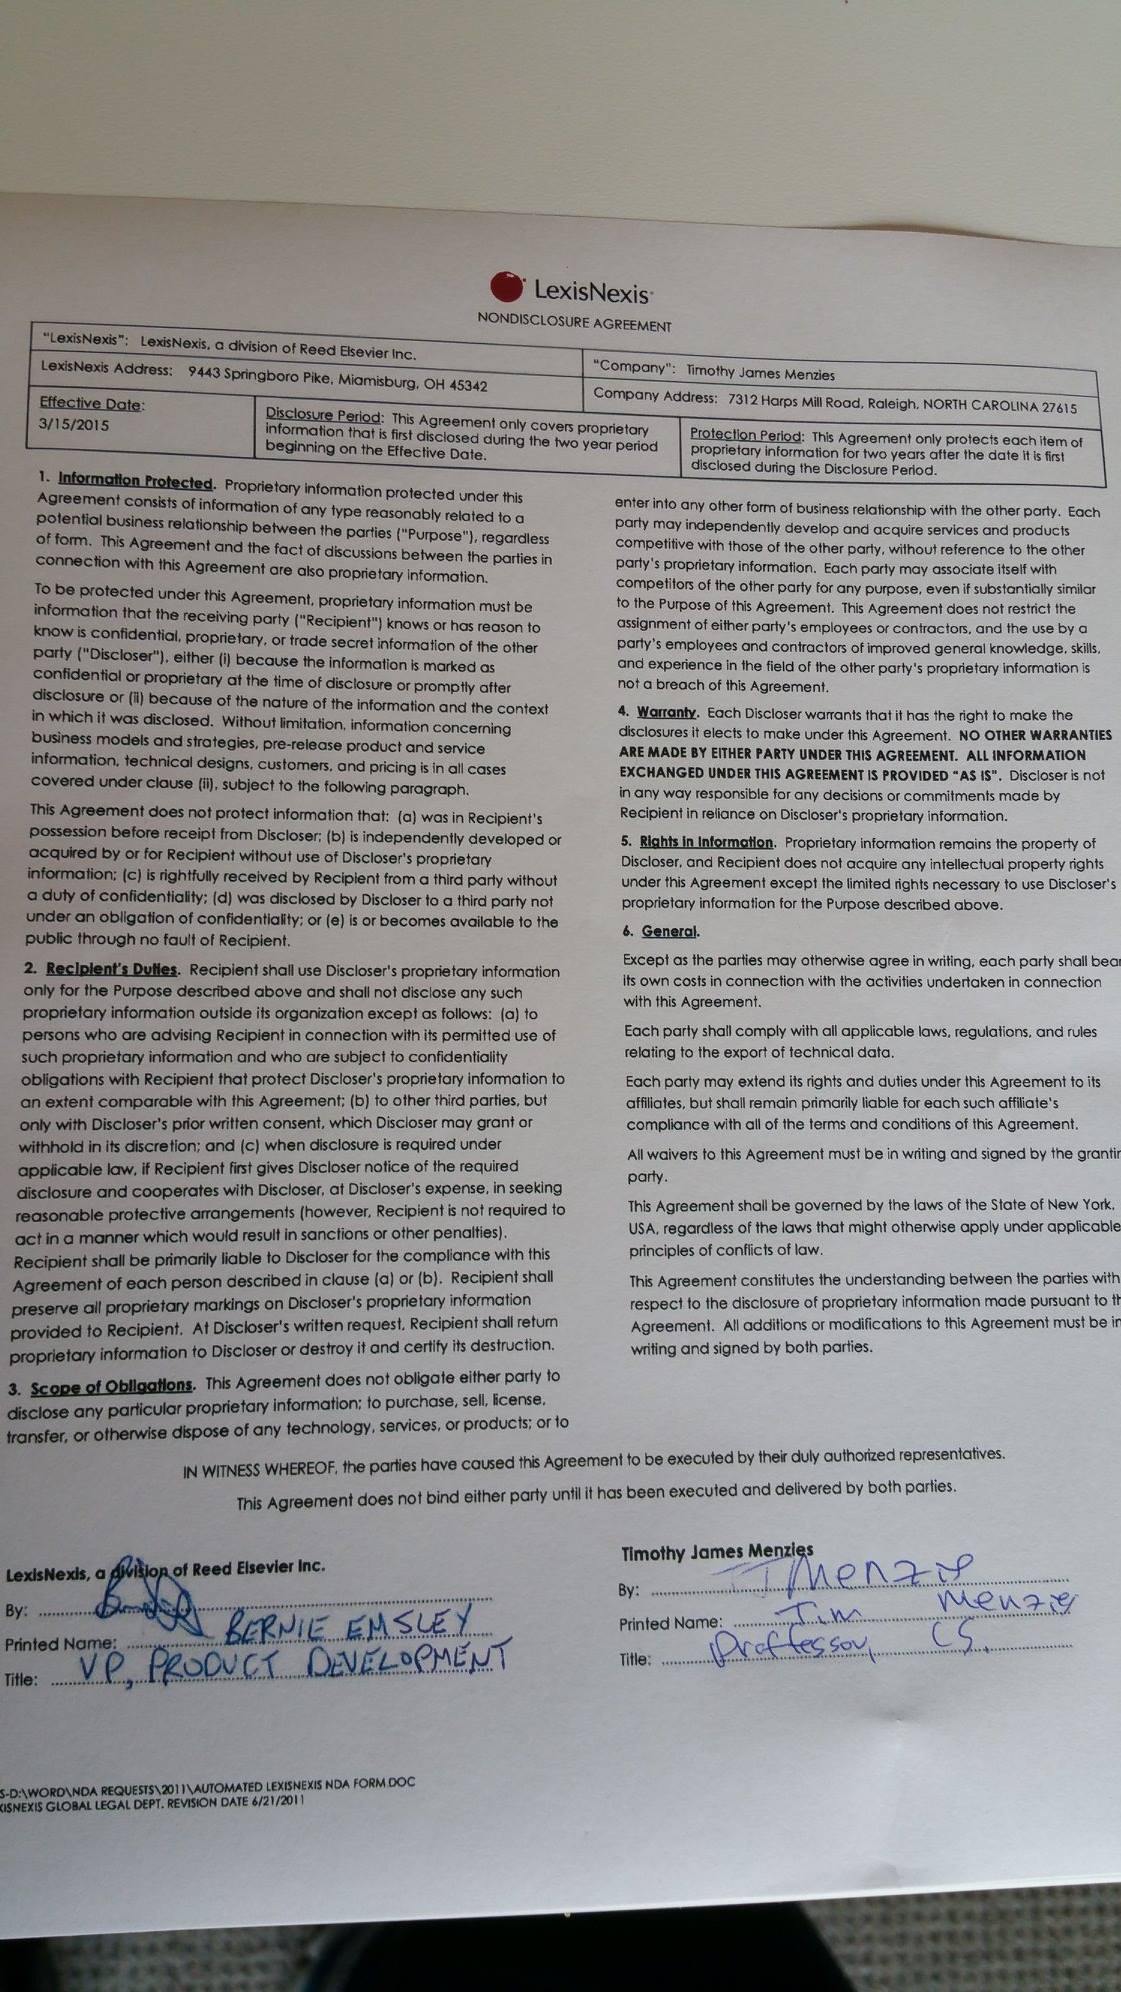 LexisNexis
NONDISCLOSURE AGREEMENT
"LexisNexis": LexisNexis, a division of Reed Elsevier Inc.
"Company": Timothy James Menzies
LexisNexis Address: 9443 Springboro Pike, Miamisburg, OH 45342
Company Address: 7312 Harps Mill Road, Raleigh, NORTH CAROLINA 27615
Effective Date:
3/15/2015
Disclosure Period: This Agreement only covers proprietary
information that is first disclosed during the two year period
beginning on the Effective Date.
Protection Period: This Agreement only protects each item of
proprietary information for two years after the date it is first
disclosed during the Disclosure Period.
1. Information Protected. Proprietary information protected under this
Agreement consists of information of any type reasonably related to a
potential business relationship between the parties ("Purpose"), regardless
of form. This Agreement and the fact of discussions between the parties in
connection with this Agreement are also proprietary information.
To be protected under this Agreement, proprietary information must be
information that the receiving party ("Recipient") knows or has reason to
know is confidential, proprietary, or trade secret information of the other
party ("Discloser"), either (i) because the information is marked as
confidential or proprietary at the time of disclosure or promptly after
disclosure or (ii) because of the nature of the information and the context
in which it was disclosed. Without limitation, information concerning
business models and strategies, pre-release product and service
information, technical designs, customers, and pricing is in all cases
covered under clause (ii), subject to the following paragraph.
This Agreement does not protect information that: (a) was in Recipient's
possession before receipt from Discloser; (b) is independently developed or
acquired by or for Recipient without use of Discloser's proprietary
information; (c) is rightfully received by Recipient from a third party without
a duty of confidentiality; (d) was disclosed by Discloser to a third party not
under an obligation of confidentiality; or (e) is or becomes available to the
public through no fault of Recipient.
2. Recipient's Duties. Recipient shall use Discloser's proprietary information
only for the Purpose described above and shall not disclose any such
proprietary information outside its organization except as follows: (a) to
persons who are advising Recipient in connection with its permitted use of
such proprietary information and who are subject to confidentiality
obligations with Recipient that protect Discloser's proprietary information to
an extent comparable with this Agreement; (b) to other third parties, but
only with Discloser's prior written consent, which Discloser may grant or
withhold in its discretion; and (c) when disclosure is required under
applicable law, if Recipient first gives Discloser notice of the required
disclosure and cooperates with Discloser, at Discloser's expense, in seeking
reasonable protective arrangements (however, Recipient is not required to
act in a manner which would result in sanctions or other penalties).
Recipient shall be primarily liable to Discloser for the compliance with this
Agreement of each person described in clause (a) or (b). Recipient shall
preserve all proprietary markings on Discloser's proprietary information
provided to Recipient. At Discloser's written request, Recipient shall return
proprietary information to Discloser or destroy it and certify its destruction.
3. Scope of Obligations. This Agreement does not obligate either party to
disclose any particular proprietary information; to purchase, sell, license,
transfer, or otherwise dispose of any technology, services, or products; or to
enter into any other form of business relationship with the other party. Each
party may independently develop and acquire services and products
competitive with those of the other party, without reference to the other
party's proprietary information. Each party may associate itself with
competitors of the other party for any purpose, even if substantially similar
to the Purpose of this Agreement. This Agreement does not restrict the
assignment of either party's employees or contractors, and the use by a
party's employees and contractors of improved general knowledge, skills,
and experience in the field of the other party's proprietary information is
not a breach of this Agreement.
4. Warranty. Each Discloser warrants that it has the right to make the
disclosures it elects to make under this Agreement. NO OTHER WARRANTIES
ARE MADE BY EITHER PARTY UNDER THIS AGREEMENT. ALL INFORMATION
EXCHANGED UNDER THIS AGREEMENT IS PROVIDED "AS IS". Discloser is not
in any way responsible for any decisions or commitments made by
Recipient in reliance on Discloser's proprietary information.
5. Rights in Information. Proprietary information remains the property of
Discloser, and Recipient does not acquire any intellectual property rights
under this Agreement except the limited rights necessary to use Discloser's
proprietary information for the Purpose described above.
6. General.
Except as the parties may otherwise agree in writing, each party shall bear
its own costs in connection with the activities undertaken in connection
with this Agreement.
Each party shall comply with all applicable laws, regulations, and rules
relating to the export of technical data.
Each party may extend its rights and duties under this Agreement to its
affiliates, but shall remain primarily liable for each such affiliate's
compliance with all of the terms and conditions of this Agreement.
All waivers to this Agreement must be in writing and signed by the grantin
party.
This Agreement shall be governed by the laws of the State of New York,
USA, regardless of the laws that might otherwise apply under applicable
principles of conflicts of law.
This Agreement constitutes the understanding between the parties with
respect to the disclosure of proprietary information made pursuant to th
Agreement. All additions or modifications to this Agreement must be in
writing and signed by both parties.
IN WITNESS WHEREOF, the parties have caused this Agreement to be executed by their duly authorized representatives.
This Agreement does not bind either party until it has been executed and delivered by both parties.
LexisNexis, a division of Reed Elsevier Inc.
By:
Printed Name: BERNIE EMSLEY
Title: VP, PRODUCT DEVELOPMENT
Timothy James Menzies
By: T Menzie
Printed Name: Tim Menzies
Title: Proffessor, CS.
S-D:\WORD\NDA REQUESTS\2011\AUTOMATED LEXISNEXIS NDA FORM.DOC
XISNEXIS GLOBAL LEGAL DEPT. REVISION DATE 6/21/2011